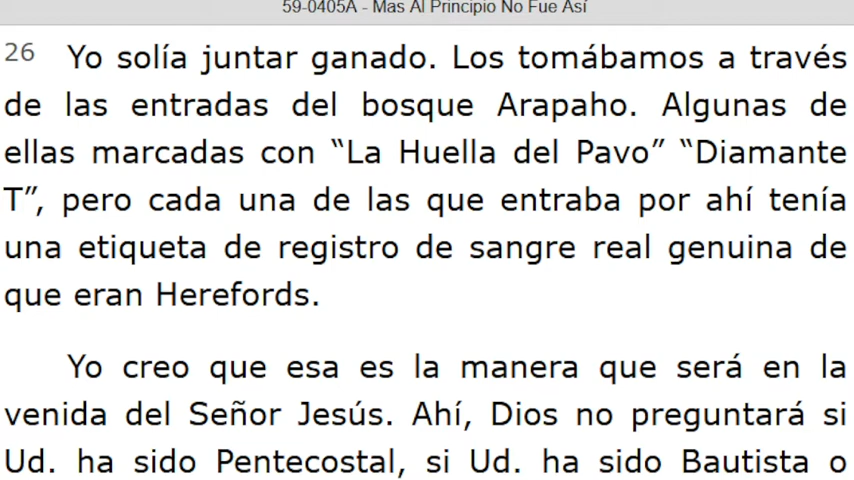 59-0405A - Mas Al Principio No Fue Así
26 Yo solía juntar ganado. Los tomábamos a través
de las entradas del bosque Arapaho. Algunas de
ellas marcadas con “La Huella del Pavo” “Diamante
T”, pero cada una de las que entraba por ahí tenía
una etiqueta de registro de sangre real genuina de
que eran Herefords.
Yo creo que esa es la manera que será en la
venida del Señor Jesús. Ahí, Dios no preguntará si
Ud. ha sido Pentecostal, si Ud. ha sido Bautista o